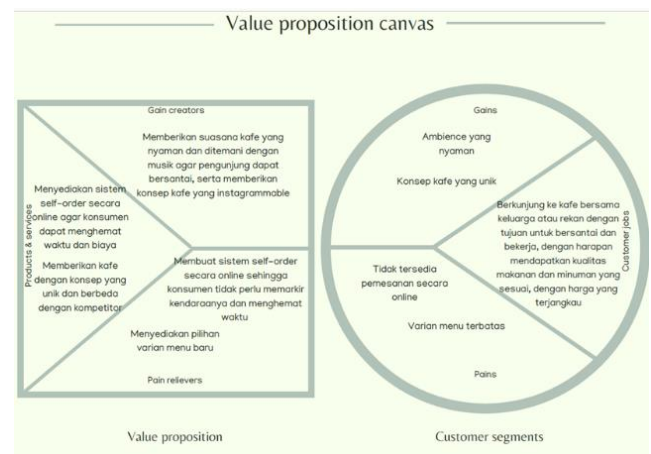 Value proposition canvas
Gain creators
Memberikan suasana kafe yang
nyaman dan ditemani dengan
musik agar pengunjung dapat
bersantai, serta memberikan
konsep kafe yang instagrammable
Products & services
Menyediakan sistem
self-order secara
online agar konsumen
dapat menghemat
waktu dan biaya
Memberikan kafe
dengan konsep yang
unik dan berbeda
dengan kompetitor
Membuat sistem self-order
secara online sehingga
konsumen tidak perlu memarkir
kendaraanya dan menghemat
waktu
Menyediakan pilihan
varian menu baru
Pain relievers
Value proposition
Gains
Ambience yang
nyaman
Konsep kafe yang unik
Berkunjung ke kafe bersama
keluarga atau rekan dengan
tujuan untuk bersantai dan
bekerja, dengan harapan
mendapatkan kualitas
makanan dan minuman yang
sesuai, dengan harga yang
terjangkau
Customer jobs
Tidak tersedia
pemesanan secara
online
Varian menu terbatas
Pains
Customer segments